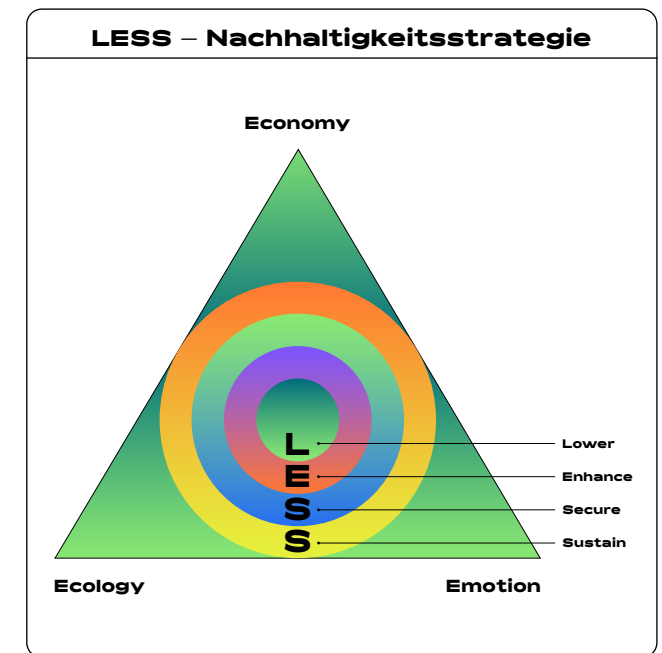 LESS – Nachhaltigkeitsstrategie
Economy
L
Lower
E
Enhance
S
Secure
S
Sustain
Ecology
Emotion